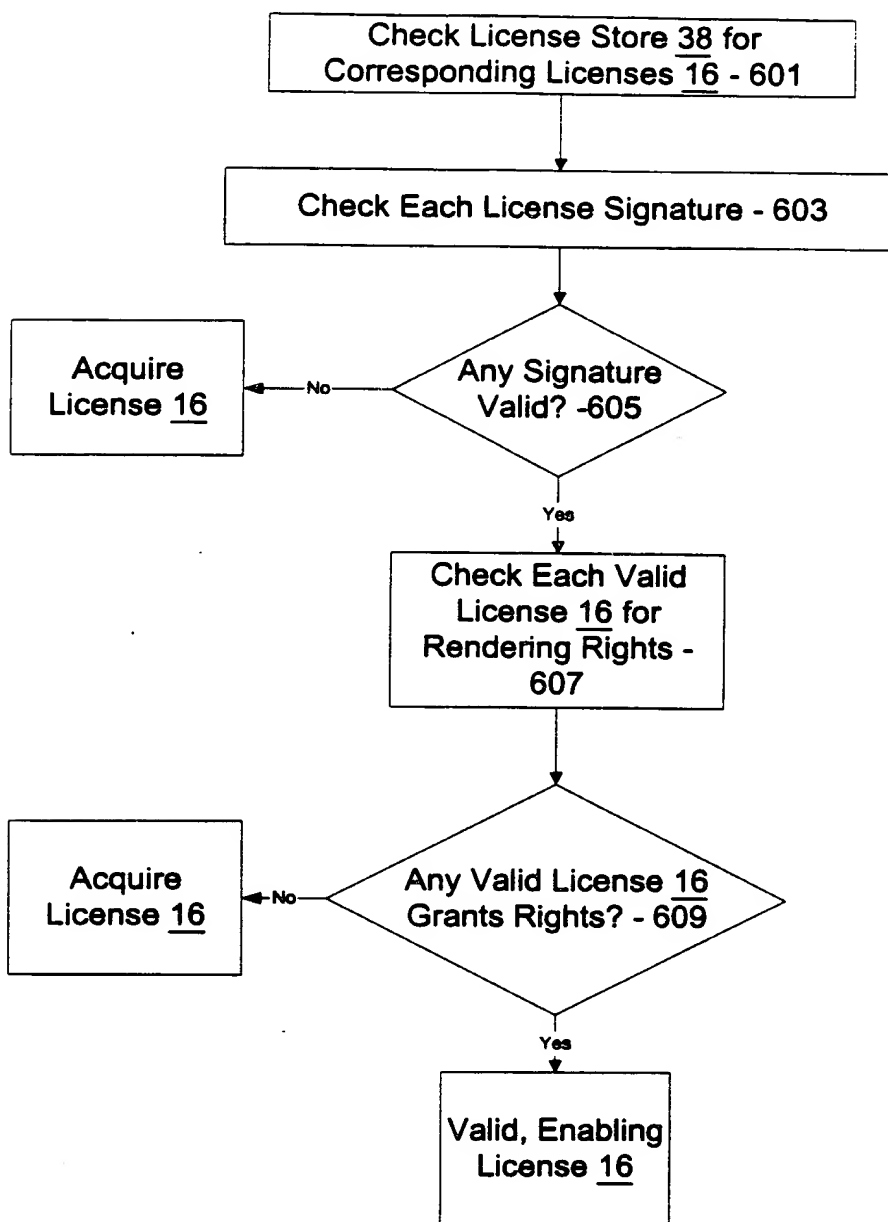 Check License Store 38 for
Corresponding Licenses 16 - 601
Check Each License Signature - 603
Any Signature
Valid? -605
No
Acquire
License 16
Yes
Check Each Valid
License 16 for
Rendering Rights -
607
Any Valid License 16
Grants Rights? - 609
No
Acquire
License 16
Yes
Valid, Enabling
License 16